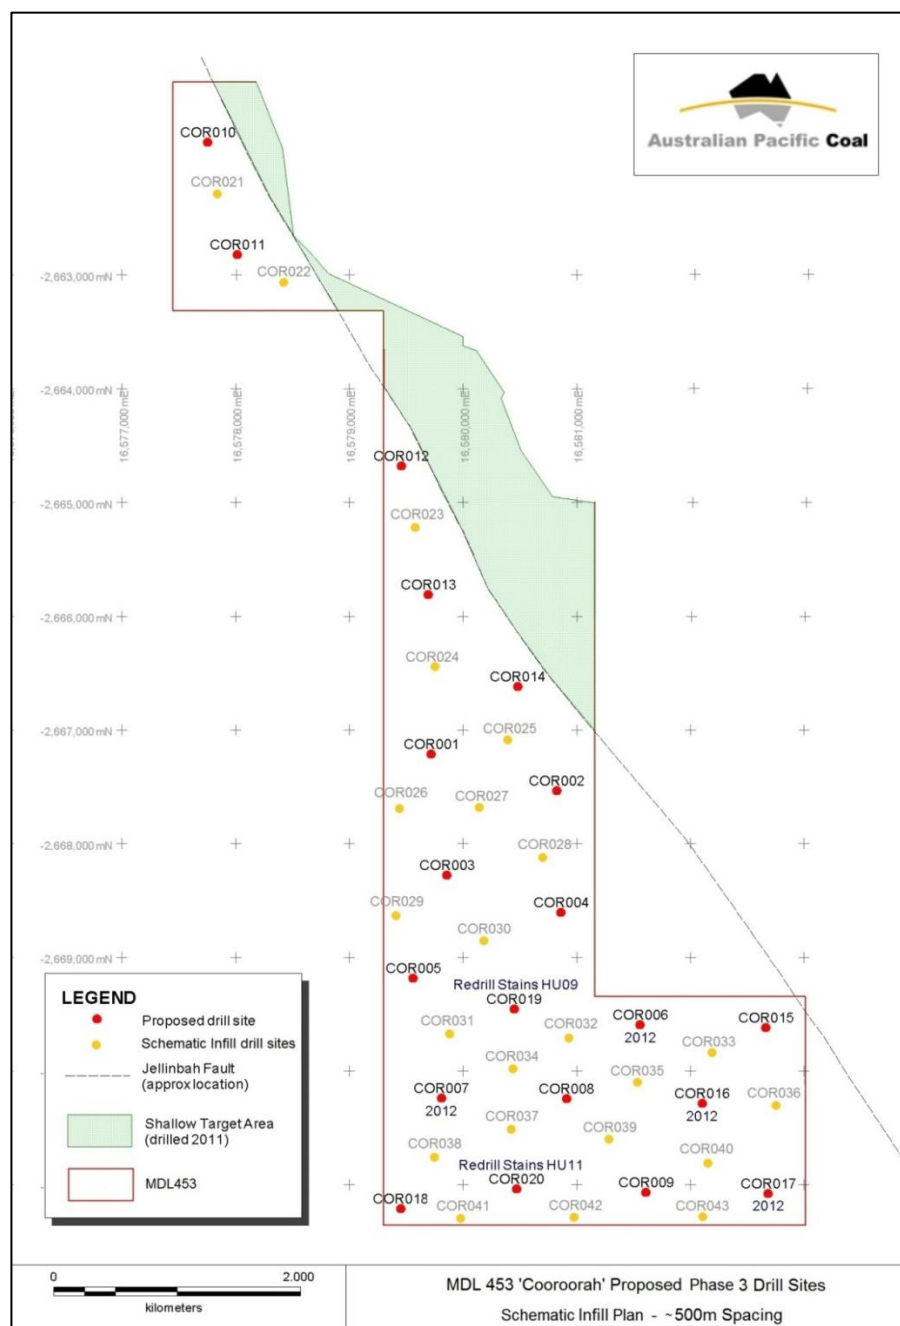 Australian Pacific Coal
COR010
COR021
COR011
COR022
-2,663,000 mN
-2,664,000 mN
16,577,000 mE
16,578,000 mE
16,579,000 mE
16,580,000 mE
16,581,000 mE
COR012
-2,665,000 mN
COR023
COR013
-2,666,000 mN
COR024
COR014
-2,667,000 mN
COR025
COR001
COR002
COR026
COR027
-2,668,000 mN
COR028
COR003
COR029
COR004
COR030
-2,669,000 mN
COR005
Redrill Stains HU09
COR019
COR006
2012
COR015
COR031
COR032
COR033
COR034
COR035
COR007
2012
COR008
COR016
2012
COR036
COR037
COR039
COR038
COR040
Redrill Stains HU11
COR020
COR009
COR017
2012
COR018
COR041
COR042
COR043
LEGEND
Proposed drill site
Schematic Infill drill sites
Jellinbah Fault
(approx location)
Shallow Target Area
(drilled 2011)
MDL453
0
2.000
kilometers
MDL 453 'Cooroorah' Proposed Phase 3 Drill Sites
Schematic Infill Plan - ~500m Spacing